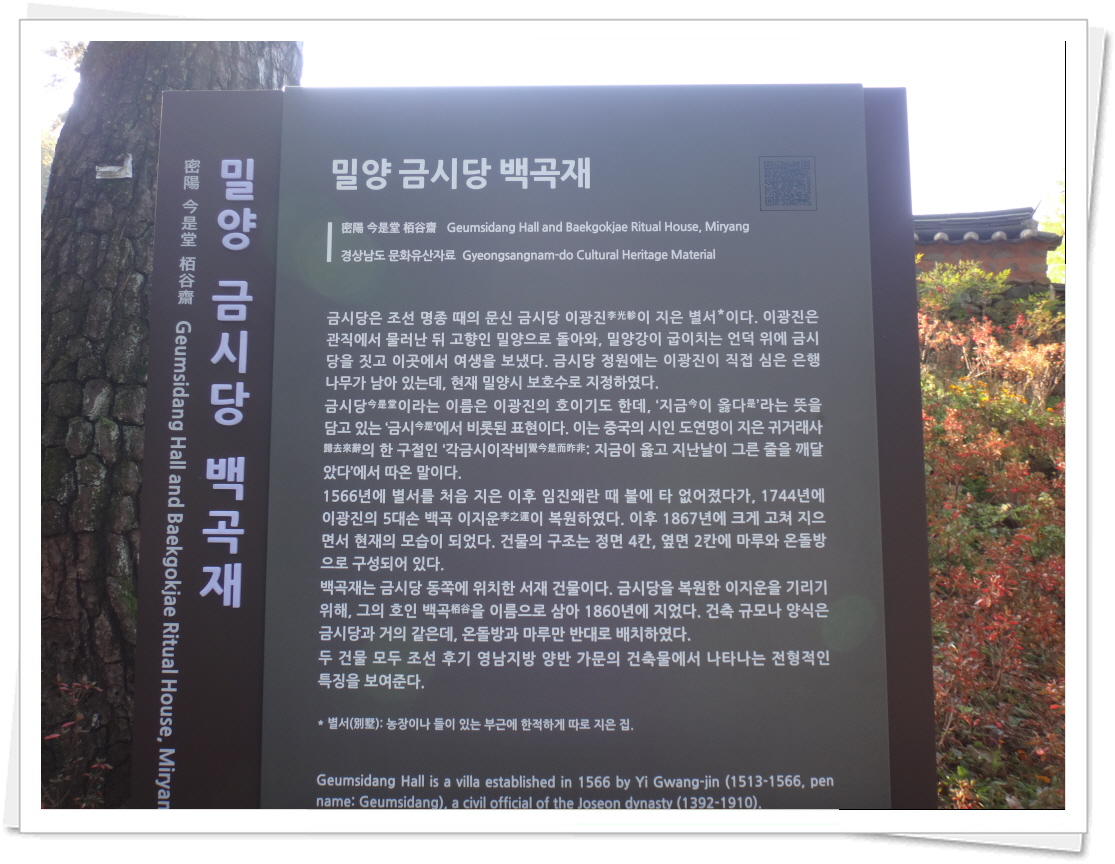 밀양 금시당 백곡재
密陽 今是堂 栢谷齋
Geumsidang Hall and Baekgokjae Ritual House, Miryan
밀양 금시당 백곡재
密陽 今是堂 栢谷齋 Geumsidang Hall and Baekgokjae Ritual House, Miryang
경상남도 문화유산자료 Gyeongsangnam-do Cultural Heritage Material
금시당은 조선 명종 때의 문신 금시당 이광진李光軫이 지은 별서*이다. 이광진은
관직에서 물러난 뒤 고향인 밀양으로 돌아와, 밀양강이 굽이치는 언덕 위에 금시
당을 짓고 이곳에서 여생을 보냈다. 금시당 정원에는 이광진이 직접 심은 은행
나무가 남아 있는데, 현재 밀양시 보호수로 지정하였다.
금시당今是堂이라는 이름은 이광진의 호이기도 한데, ‘지금今이 옳다是’라는 뜻을
담고 있는 ‘금시今是’에서 비롯된 표현이다. 이는 중국의 시인 도연명이 지은 귀거래사
歸去來辭의 한 구절인 ‘각금시이작비覺今是而昨非: 지금이 옳고 지난날이 그른 줄을 깨달
았다’에서 따온 말이다.
1566년에 별서를 처음 지은 이후 임진왜란 때 불에 타 없어졌다가, 1744년에
이광진의 5대손 백곡 이지운李之運이 복원하였다. 이후 1867년에 크게 고쳐 지으
면서 현재의 모습이 되었다. 건물의 구조는 정면 4칸, 옆면 2칸에 마루와 온돌방
으로 구성되어 있다.
백곡재는 금시당 동쪽에 위치한 서재 건물이다. 금시당을 복원한 이지운을 기리기
위해, 그의 호인 백곡栢谷을 이름으로 삼아 1860년에 지었다. 건축 규모나 양식은
금시당과 거의 같은데, 온돌방과 마루만 반대로 배치하였다.
두 건물 모두 조선 후기 영남지방 양반 가문의 건축물에서 나타나는 전형적인
특징을 보여준다.
* 별서(別墅): 농장이나 들이 있는 부근에 한적하게 따로 지은 집.
Geumsidang Hall is a villa established in 1566 by Yi Gwang-jin (1513-1566, pen
name: Geumsidang), a civil official of the Joseon dynasty (1392-1910).